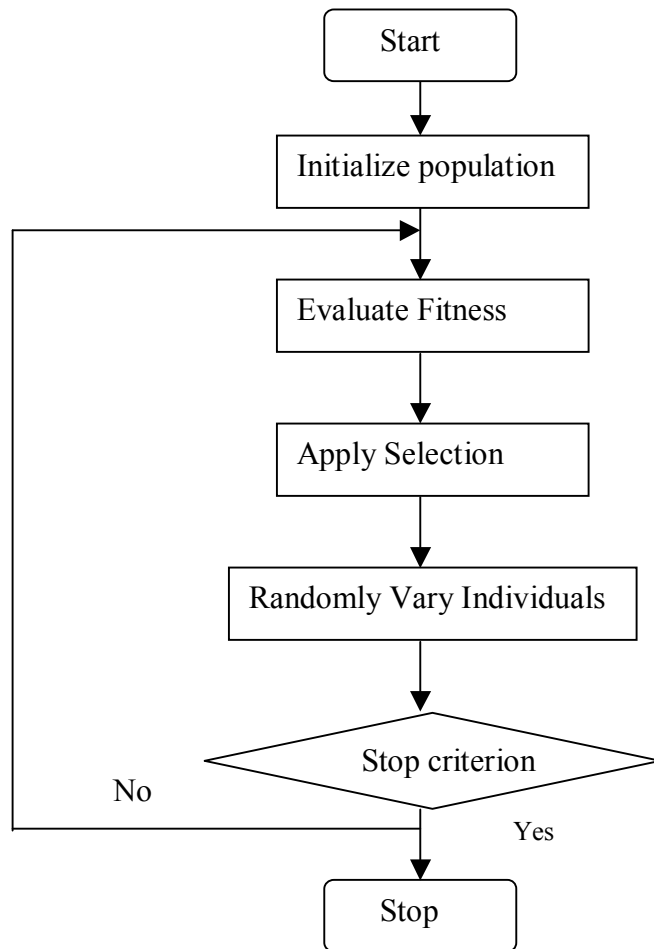 Start
Initialize population
Evaluate Fitness
Apply Selection
Randomly Vary Individuals
Stop criterion
No
Yes
Stop